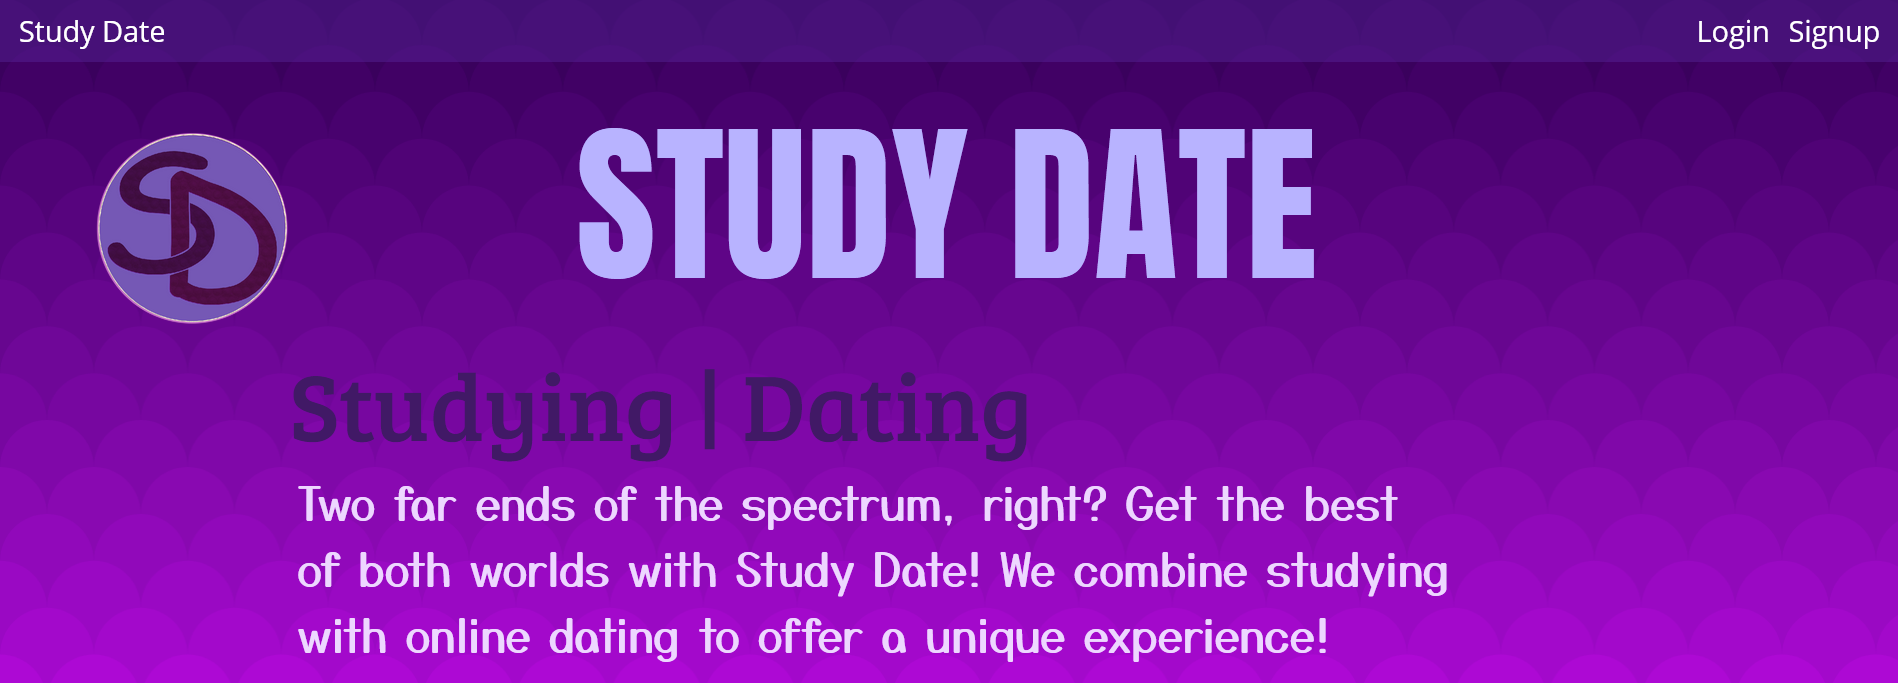 Study Date
Login Signup
SD
STUDY DATE
Studying | Dating
Two far ends of the spectrum, right? Get the best
of both worlds with Study Date! We combine studying
with online dating to offer a unique experience!